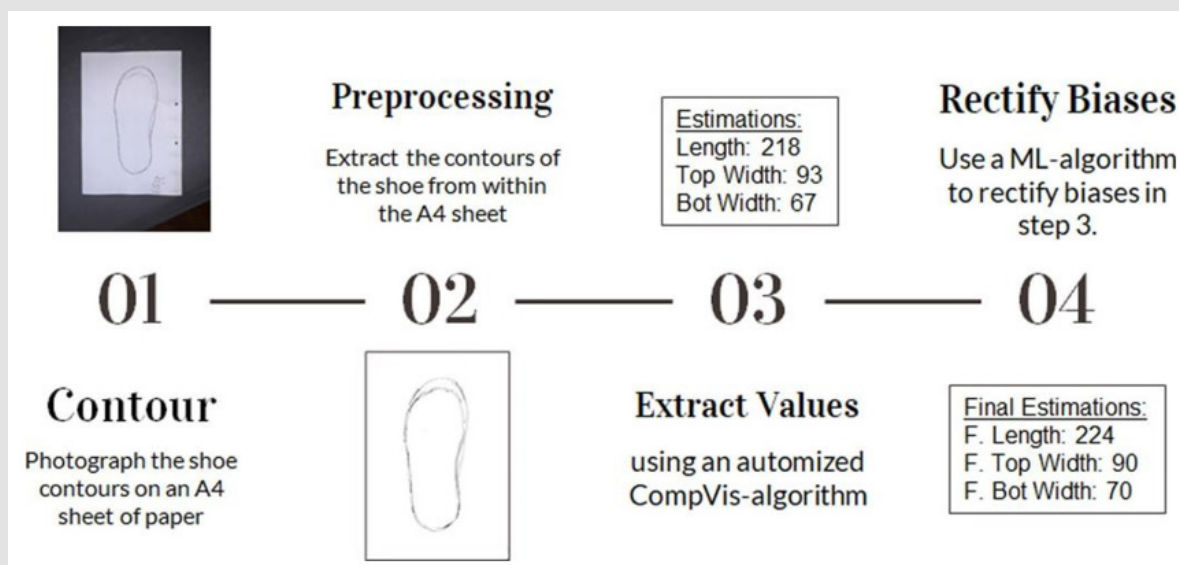 01
Contour
Photograph the shoe
contours on an A4
sheet of paper
Preprocessing
Extract the contours of
the shoe from within
the A4 sheet
02
Estimations:
Length: 218
Top Width: 93
Bot Width: 67
03
Extract Values
using an automized
CompVis-algorithm
Rectify Biases
Use a ML-algorithm
to rectify biases in
step 3.
04
Final Estimations:
F. Length: 224
F. Top Width: 90
F. Bot Width: 70